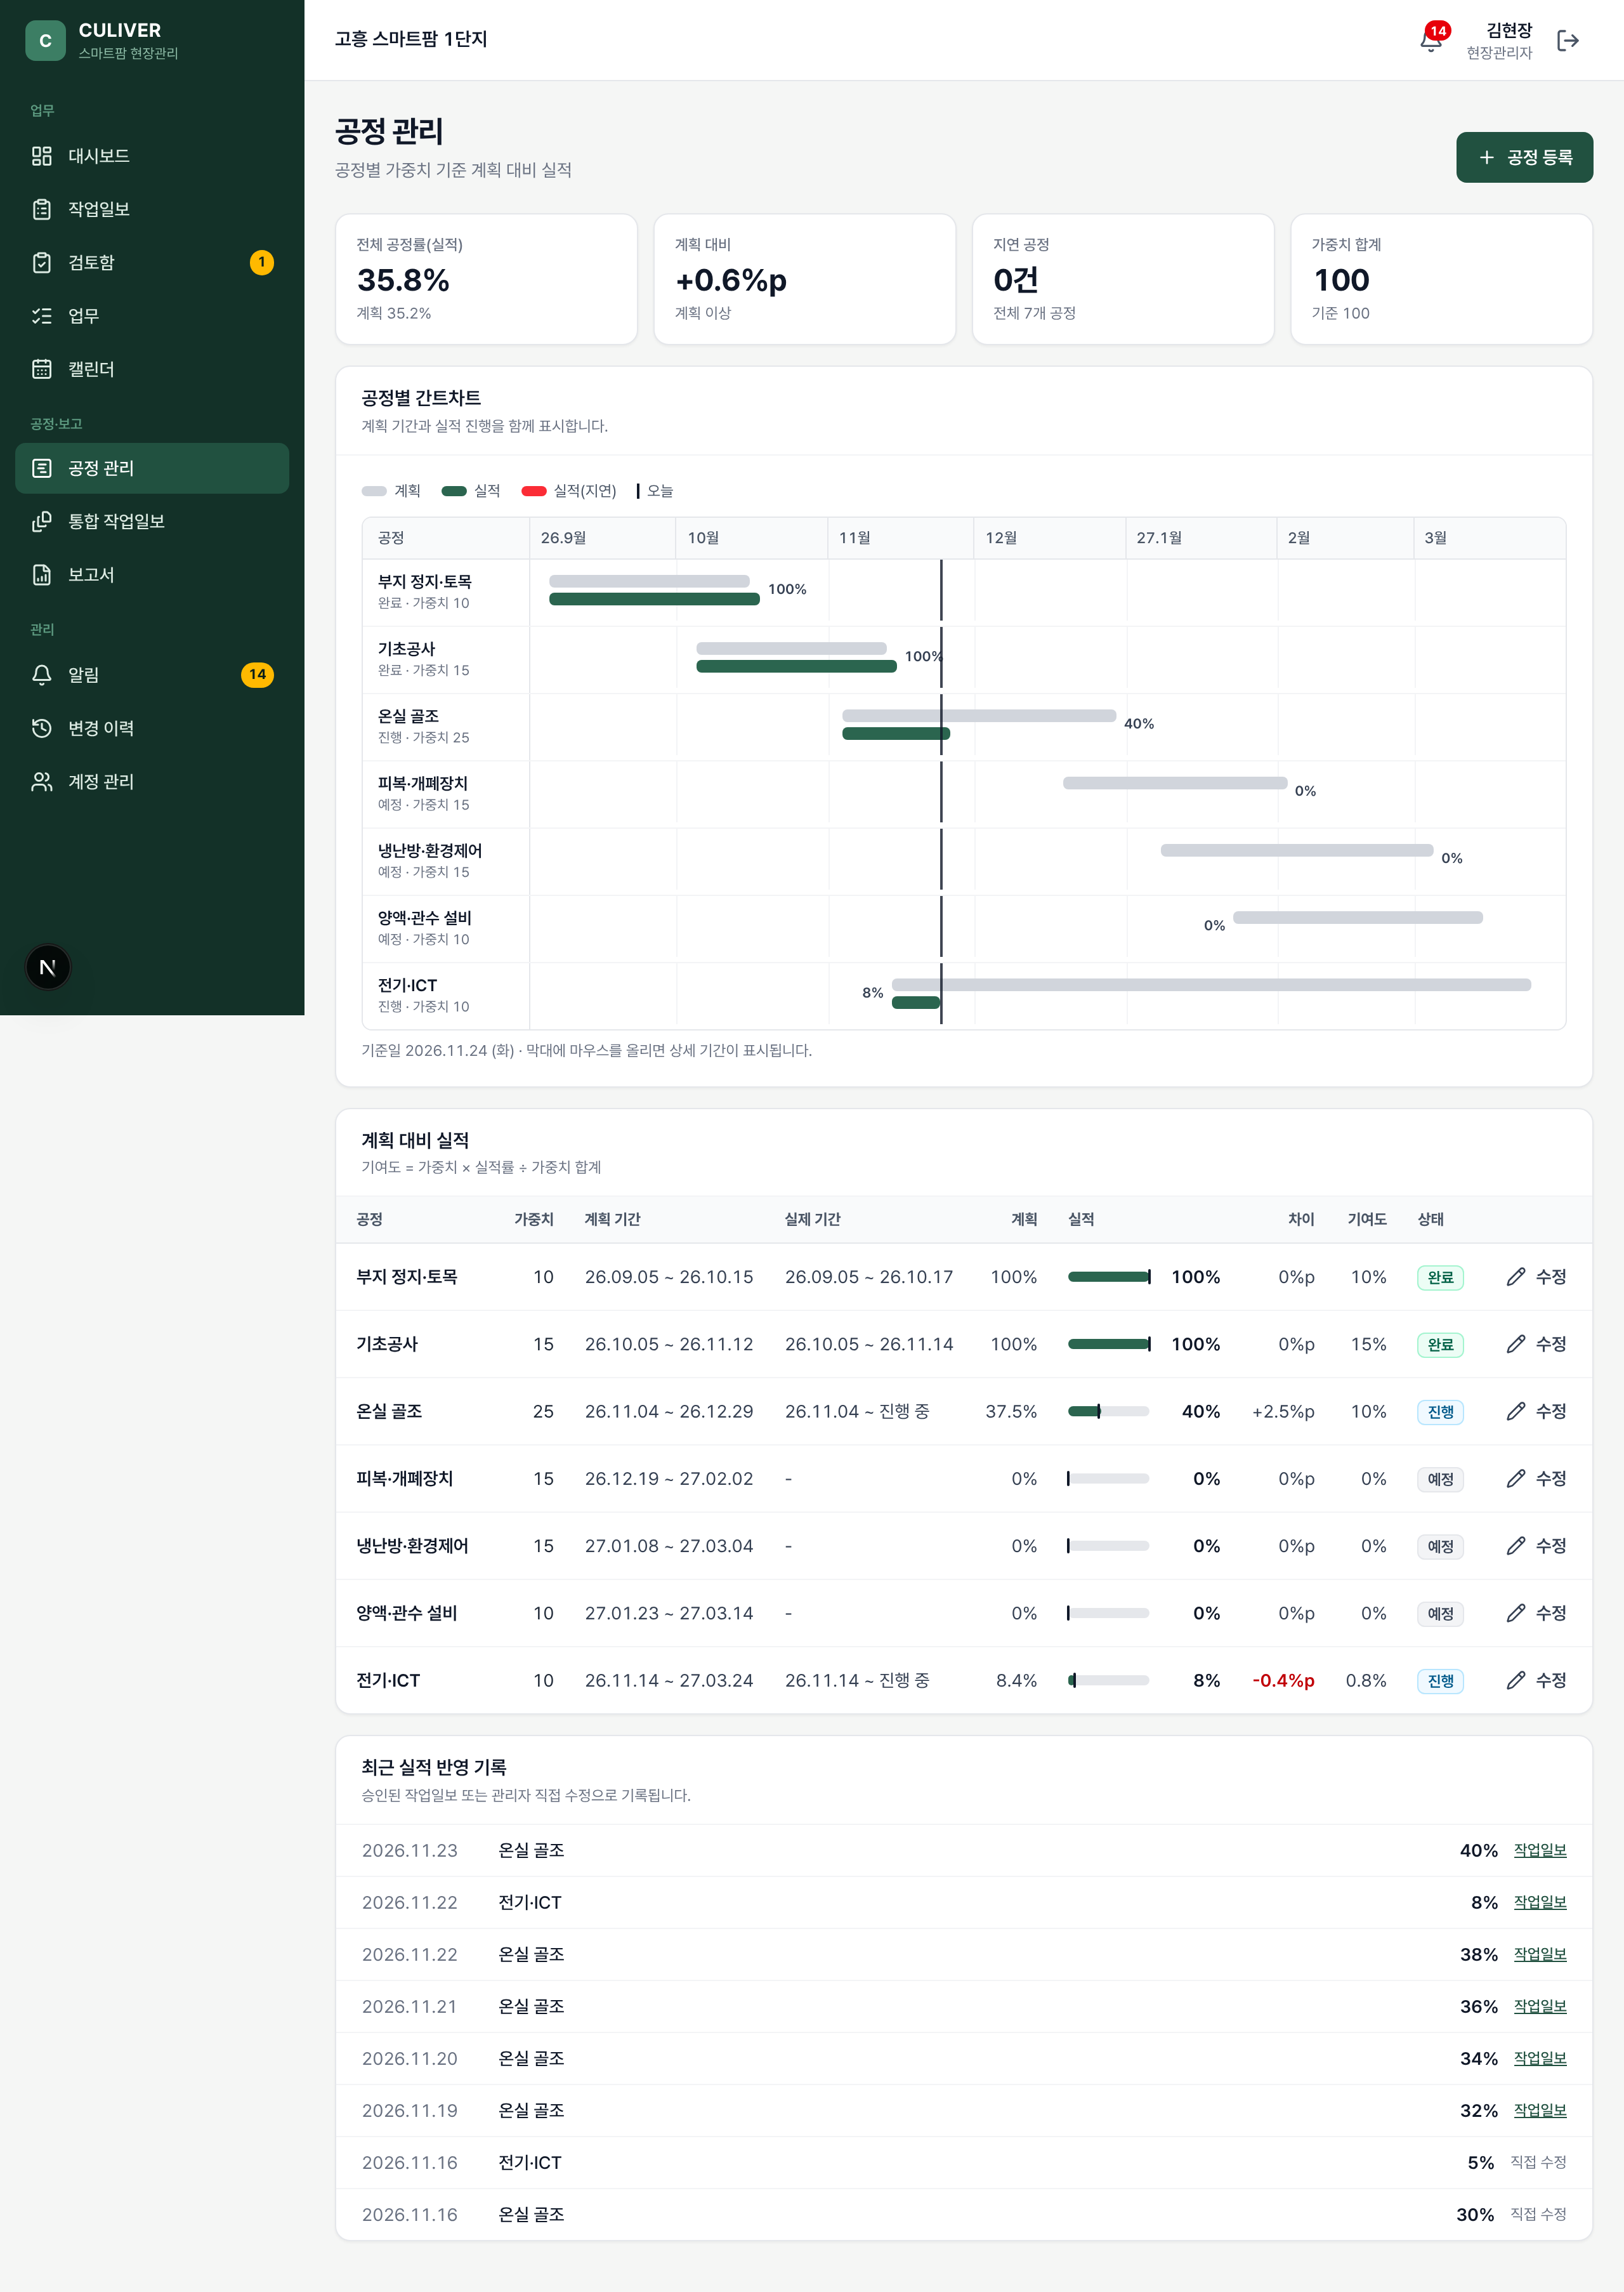 C
CULIVER
스마트팜 현장관리
업무
대시보드
작업일보
검토함 1
업무
캘린더
공정·보고
공정 관리
통합 작업일보
보고서
관리
알림 14
변경 이력
계정 관리
N
고흥 스마트팜 1단지
14
김현장
현장관리자
공정 관리
공정별 가중치 기준 계획 대비 실적
+ 공정 등록
전체 공정률(실적)
35.8%
계획 35.2%
계획 대비
+0.6%p
계획 이상
지연 공정
0건
전체 7개 공정
가중치 합계
100
기준 100
공정별 간트차트
계획 기간과 실적 진행을 함께 표시합니다.
계획 실적 실적(지연) 오늘
공정 26.9월 10월 11월 12월 27.1월 2월 3월
부지 정지·토목
완료 · 가중치 10
100%
기초공사
완료 · 가중치 15
100%
온실 골조
진행 · 가중치 25
40%
피복·개폐장치
예정 · 가중치 15
0%
냉난방·환경제어
예정 · 가중치 15
0%
양액·관수 설비
예정 · 가중치 10
0%
전기·ICT
진행 · 가중치 10
8%
기준일 2026.11.24 (화) · 막대에 마우스를 올리면 상세 기간이 표시됩니다.
계획 대비 실적
기여도 = 가중치 × 실적률 ÷ 가중치 합계
공정 가중치 계획 기간 실제 기간 계획 실적 차이 기여도 상태
부지 정지·토목 10 26.09.05 ~ 26.10.15 26.09.05 ~ 26.10.17 100% 100% 0%p 10% 완료 수정
기초공사 15 26.10.05 ~ 26.11.12 26.10.05 ~ 26.11.14 100% 100% 0%p 15% 완료 수정
온실 골조 25 26.11.04 ~ 26.12.29 26.11.04 ~ 진행 중 37.5% 40% +2.5%p 10% 진행 수정
피복·개폐장치 15 26.12.19 ~ 27.02.02 - 0% 0% 0%p 0% 예정 수정
냉난방·환경제어 15 27.01.08 ~ 27.03.04 - 0% 0% 0%p 0% 예정 수정
양액·관수 설비 10 27.01.23 ~ 27.03.14 - 0% 0% 0%p 0% 예정 수정
전기·ICT 10 26.11.14 ~ 27.03.24 26.11.14 ~ 진행 중 8.4% 8% -0.4%p 0.8% 진행 수정
최근 실적 반영 기록
승인된 작업일보 또는 관리자 직접 수정으로 기록됩니다.
2026.11.23 온실 골조 40% 작업일보
2026.11.22 전기·ICT 8% 작업일보
2026.11.22 온실 골조 38% 작업일보
2026.11.21 온실 골조 36% 작업일보
2026.11.20 온실 골조 34% 작업일보
2026.11.19 온실 골조 32% 작업일보
2026.11.16 전기·ICT 5% 직접 수정
2026.11.16 온실 골조 30% 직접 수정